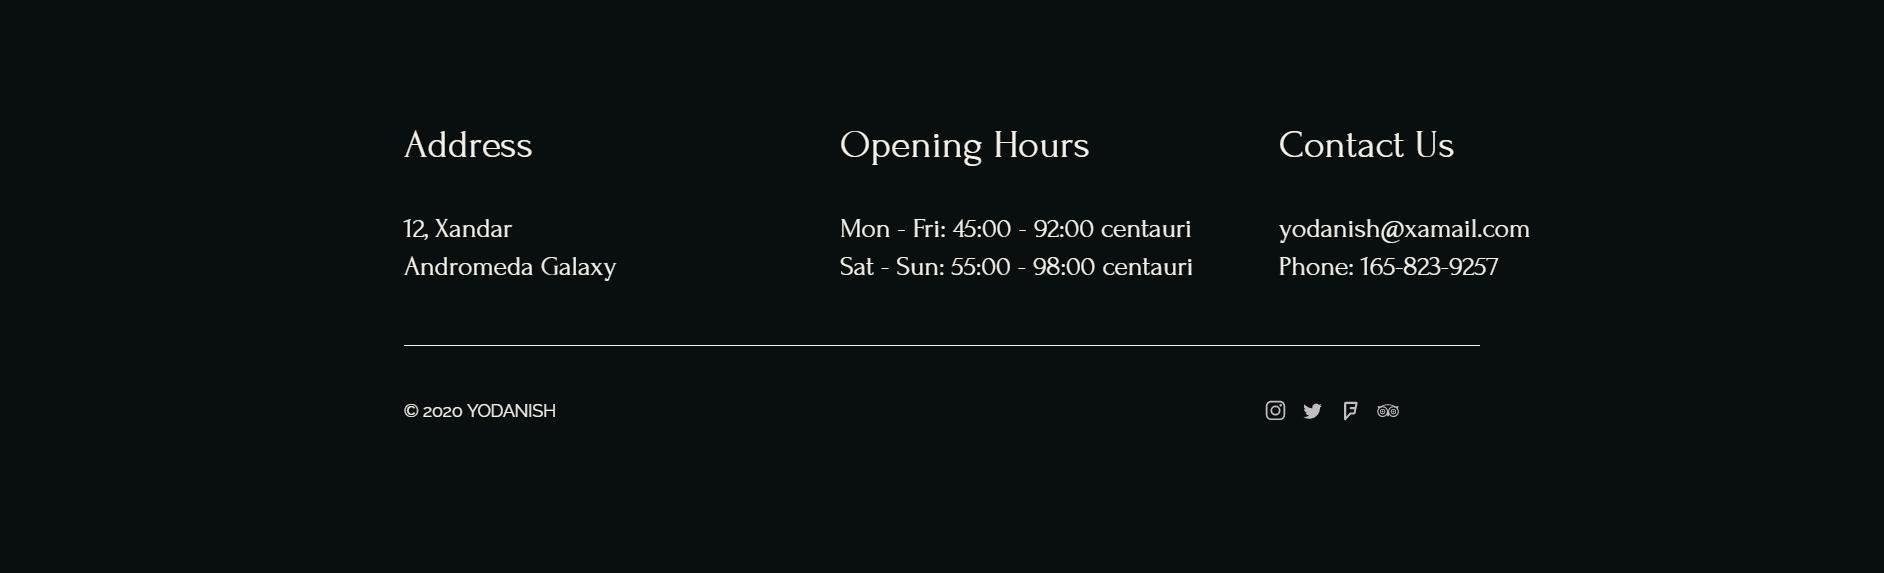 Address
12, Xandar
Andromeda Galaxy
Opening Hours
Mon - Fri: 45:00 - 92:00 centauri
Sat - Sun: 55:00 - 98:00 centauri
Contact Us
yodanish@xamail.com
Phone: 165-823-9257
© 2020 YODANISH